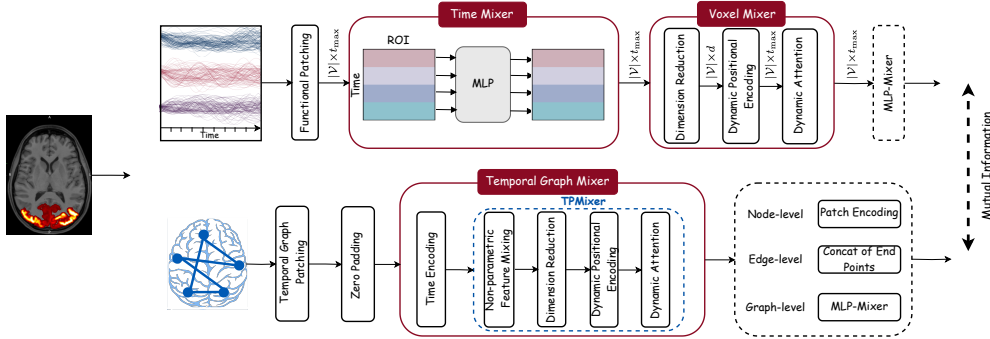 Time Mixer
Voxel Mixer
ROI
Time
Time
Functional Patching
|𝒱|×t_max
MLP
|𝒱|×t_max
Dimension Reduction
|𝒱|×d
Dynamic Positional
Encoding
|𝒱|×t_max
Dynamic Attention
|𝒱|×t_max
MLP-Mixer
Mutual Information
Temporal Graph Mixer
TPMixer
Temporal Graph
Patching
Zero Padding
Time Encoding
Non-parametric
Feature Mixing
Dimension Reduction
Dynamic Positional
Encoding
Dynamic Attention
Node-level
Patch Encoding
Edge-level
Concat of End
Points
Graph-level
MLP-Mixer